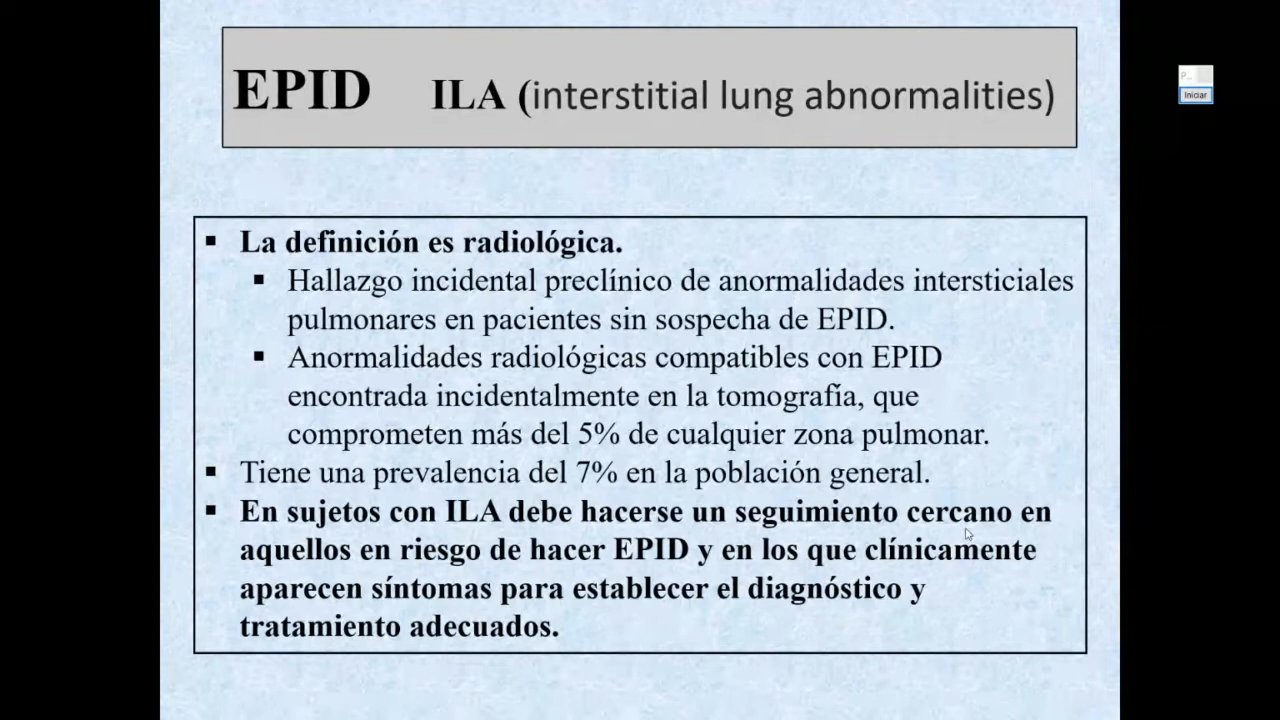 EPID ILA (interstitial lung abnormalities)
P...
Iniciar
▪ La definición es radiológica.
▪ Hallazgo incidental preclínico de anormalidades intersticiales
pulmonares en pacientes sin sospecha de EPID.
▪ Anormalidades radiológicas compatibles con EPID
encontrada incidentalmente en la tomografía, que
comprometen más del 5% de cualquier zona pulmonar.
▪ Tiene una prevalencia del 7% en la población general.
▪ En sujetos con ILA debe hacerse un seguimiento cercano en
aquellos en riesgo de hacer EPID y en los que clínicamente
aparecen síntomas para establecer el diagnóstico y
tratamiento adecuados.